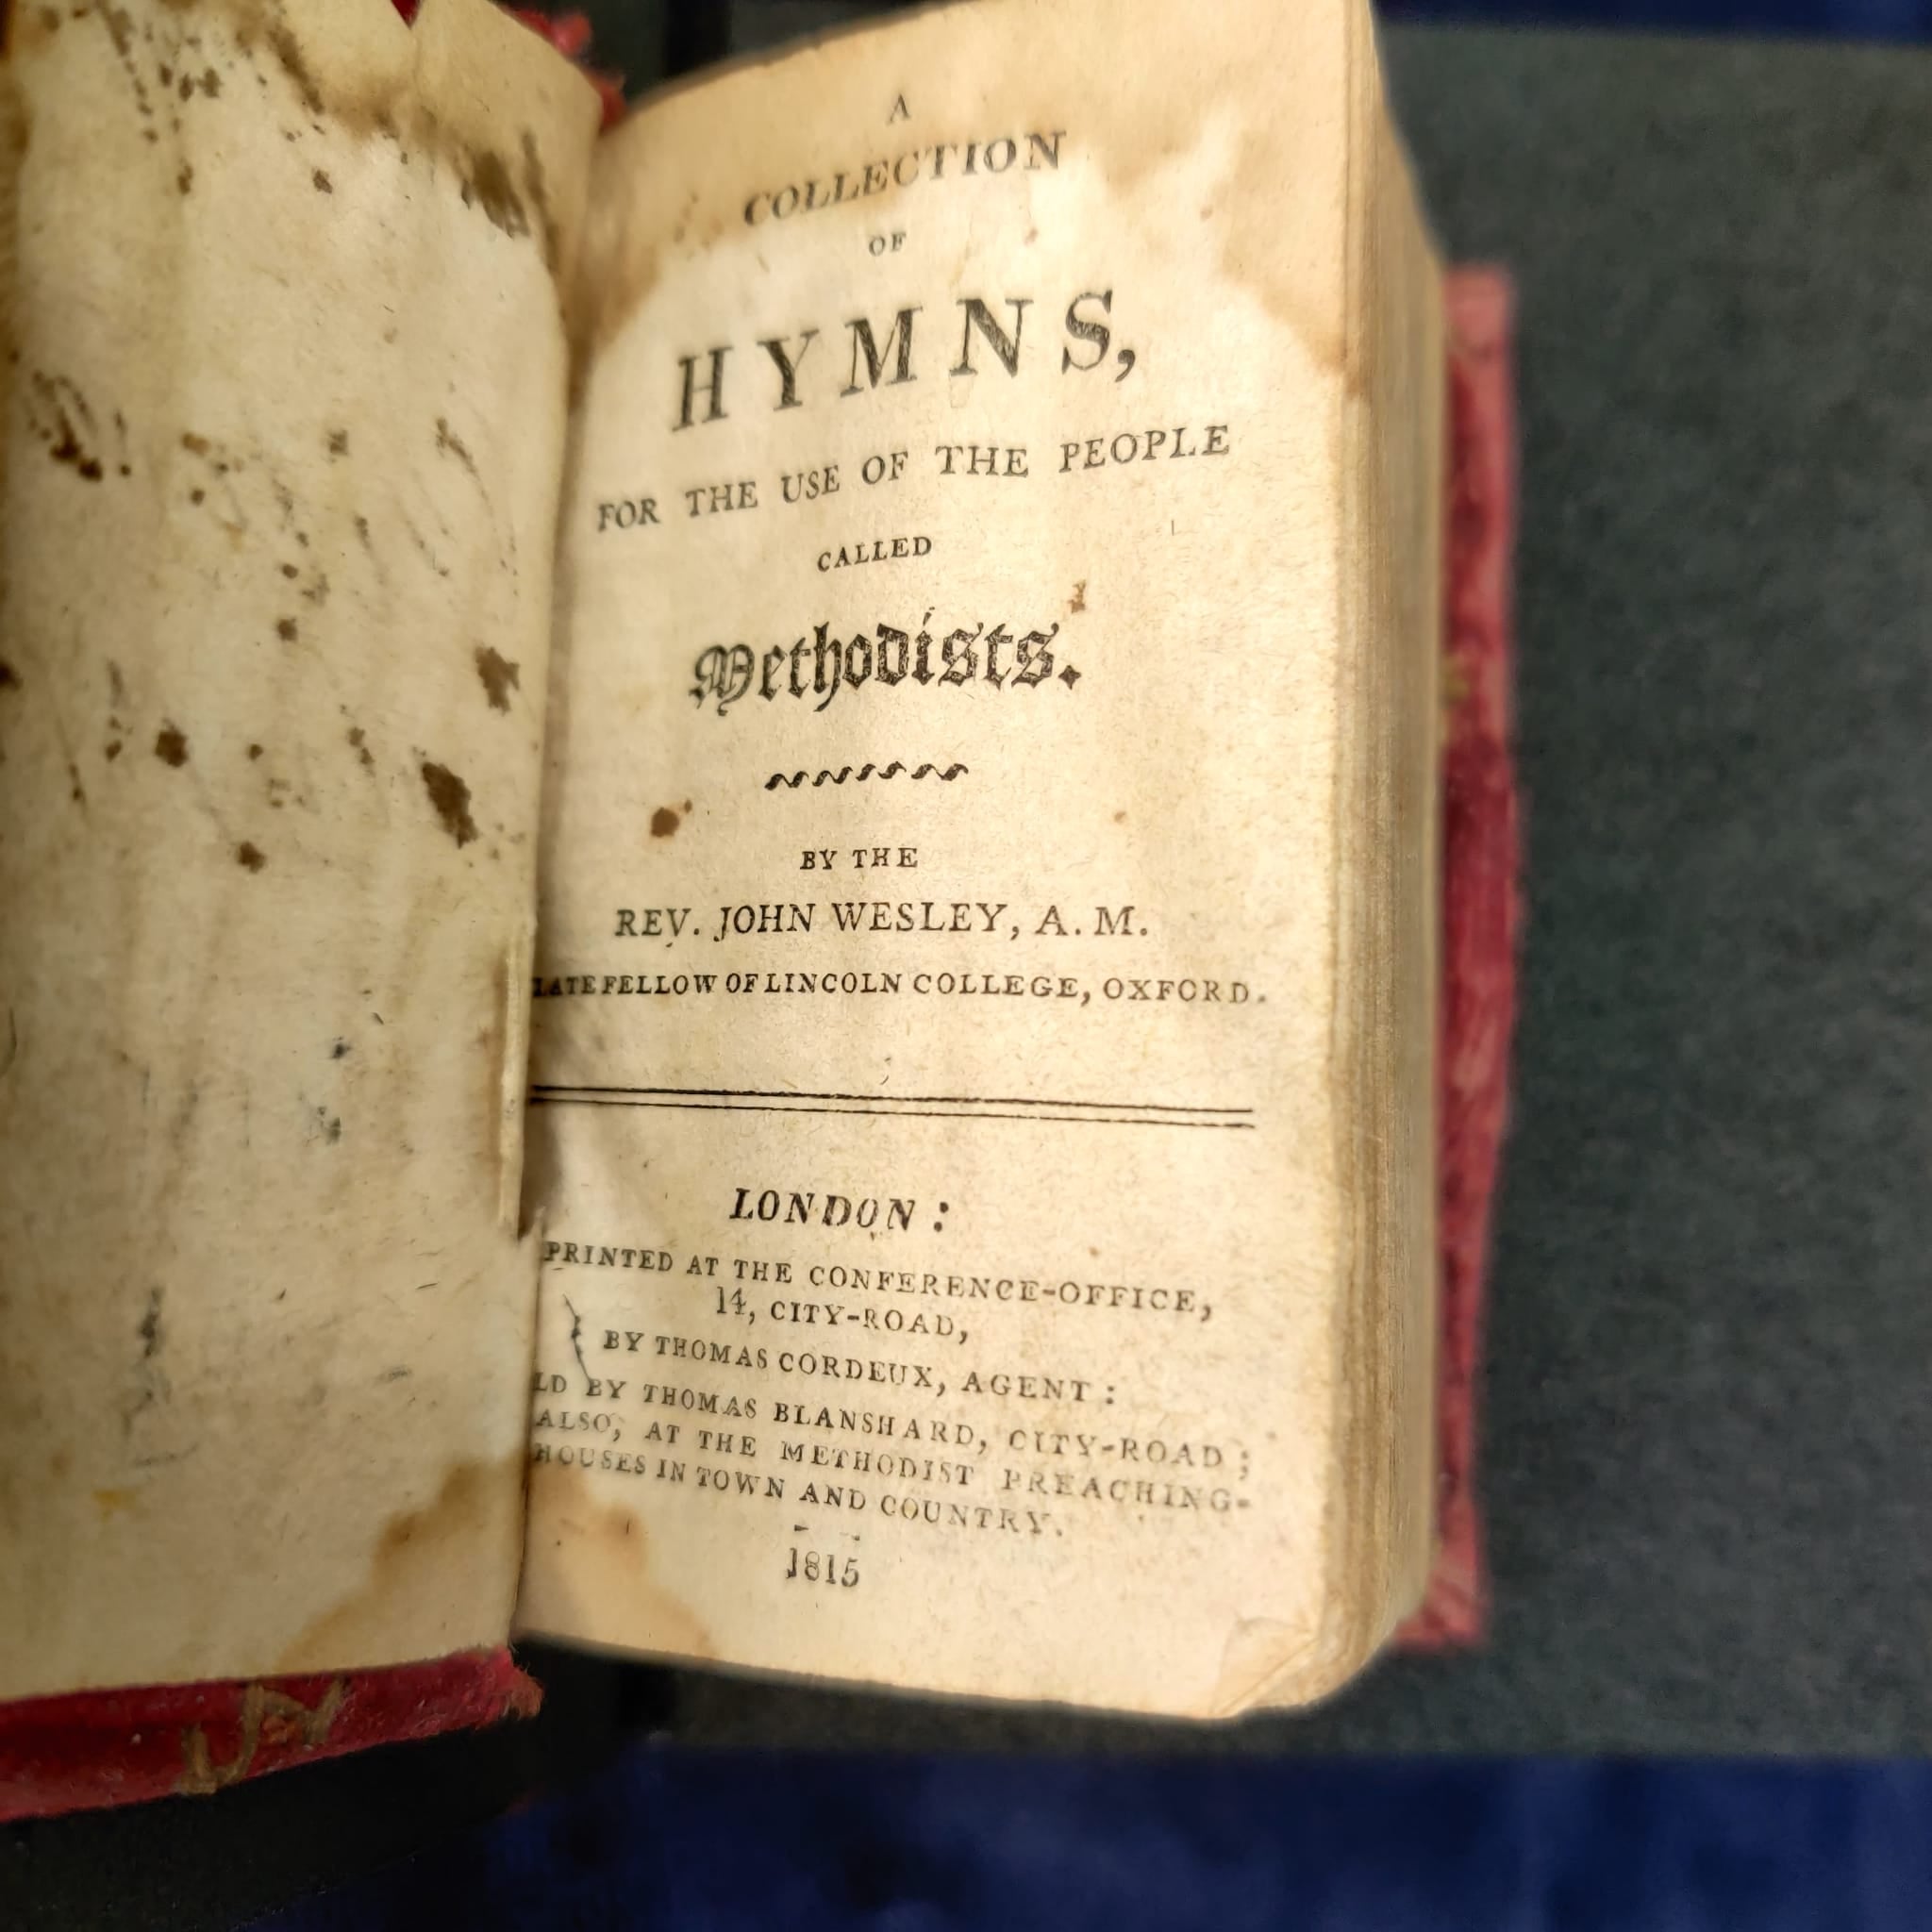 A
COLLECTION
OF
HYMNS,
FOR THE USE OF THE PEOPLE
CALLED
Methodists.
BY THE
REV. JOHN WESLEY, A. M.
LATE FELLOW OF LINCOLN COLLEGE, OXFORD.
LONDON:
PRINTED AT THE CONFERENCE-OFFICE,
14, CITY-ROAD,
BY THOMAS CORDEUX, AGENT:
LD BY THOMAS BLANSHARD, CITY-ROAD;
ALSO, AT THE METHODIST PREACHING-
HOUSES IN TOWN AND COUNTRY.
1815